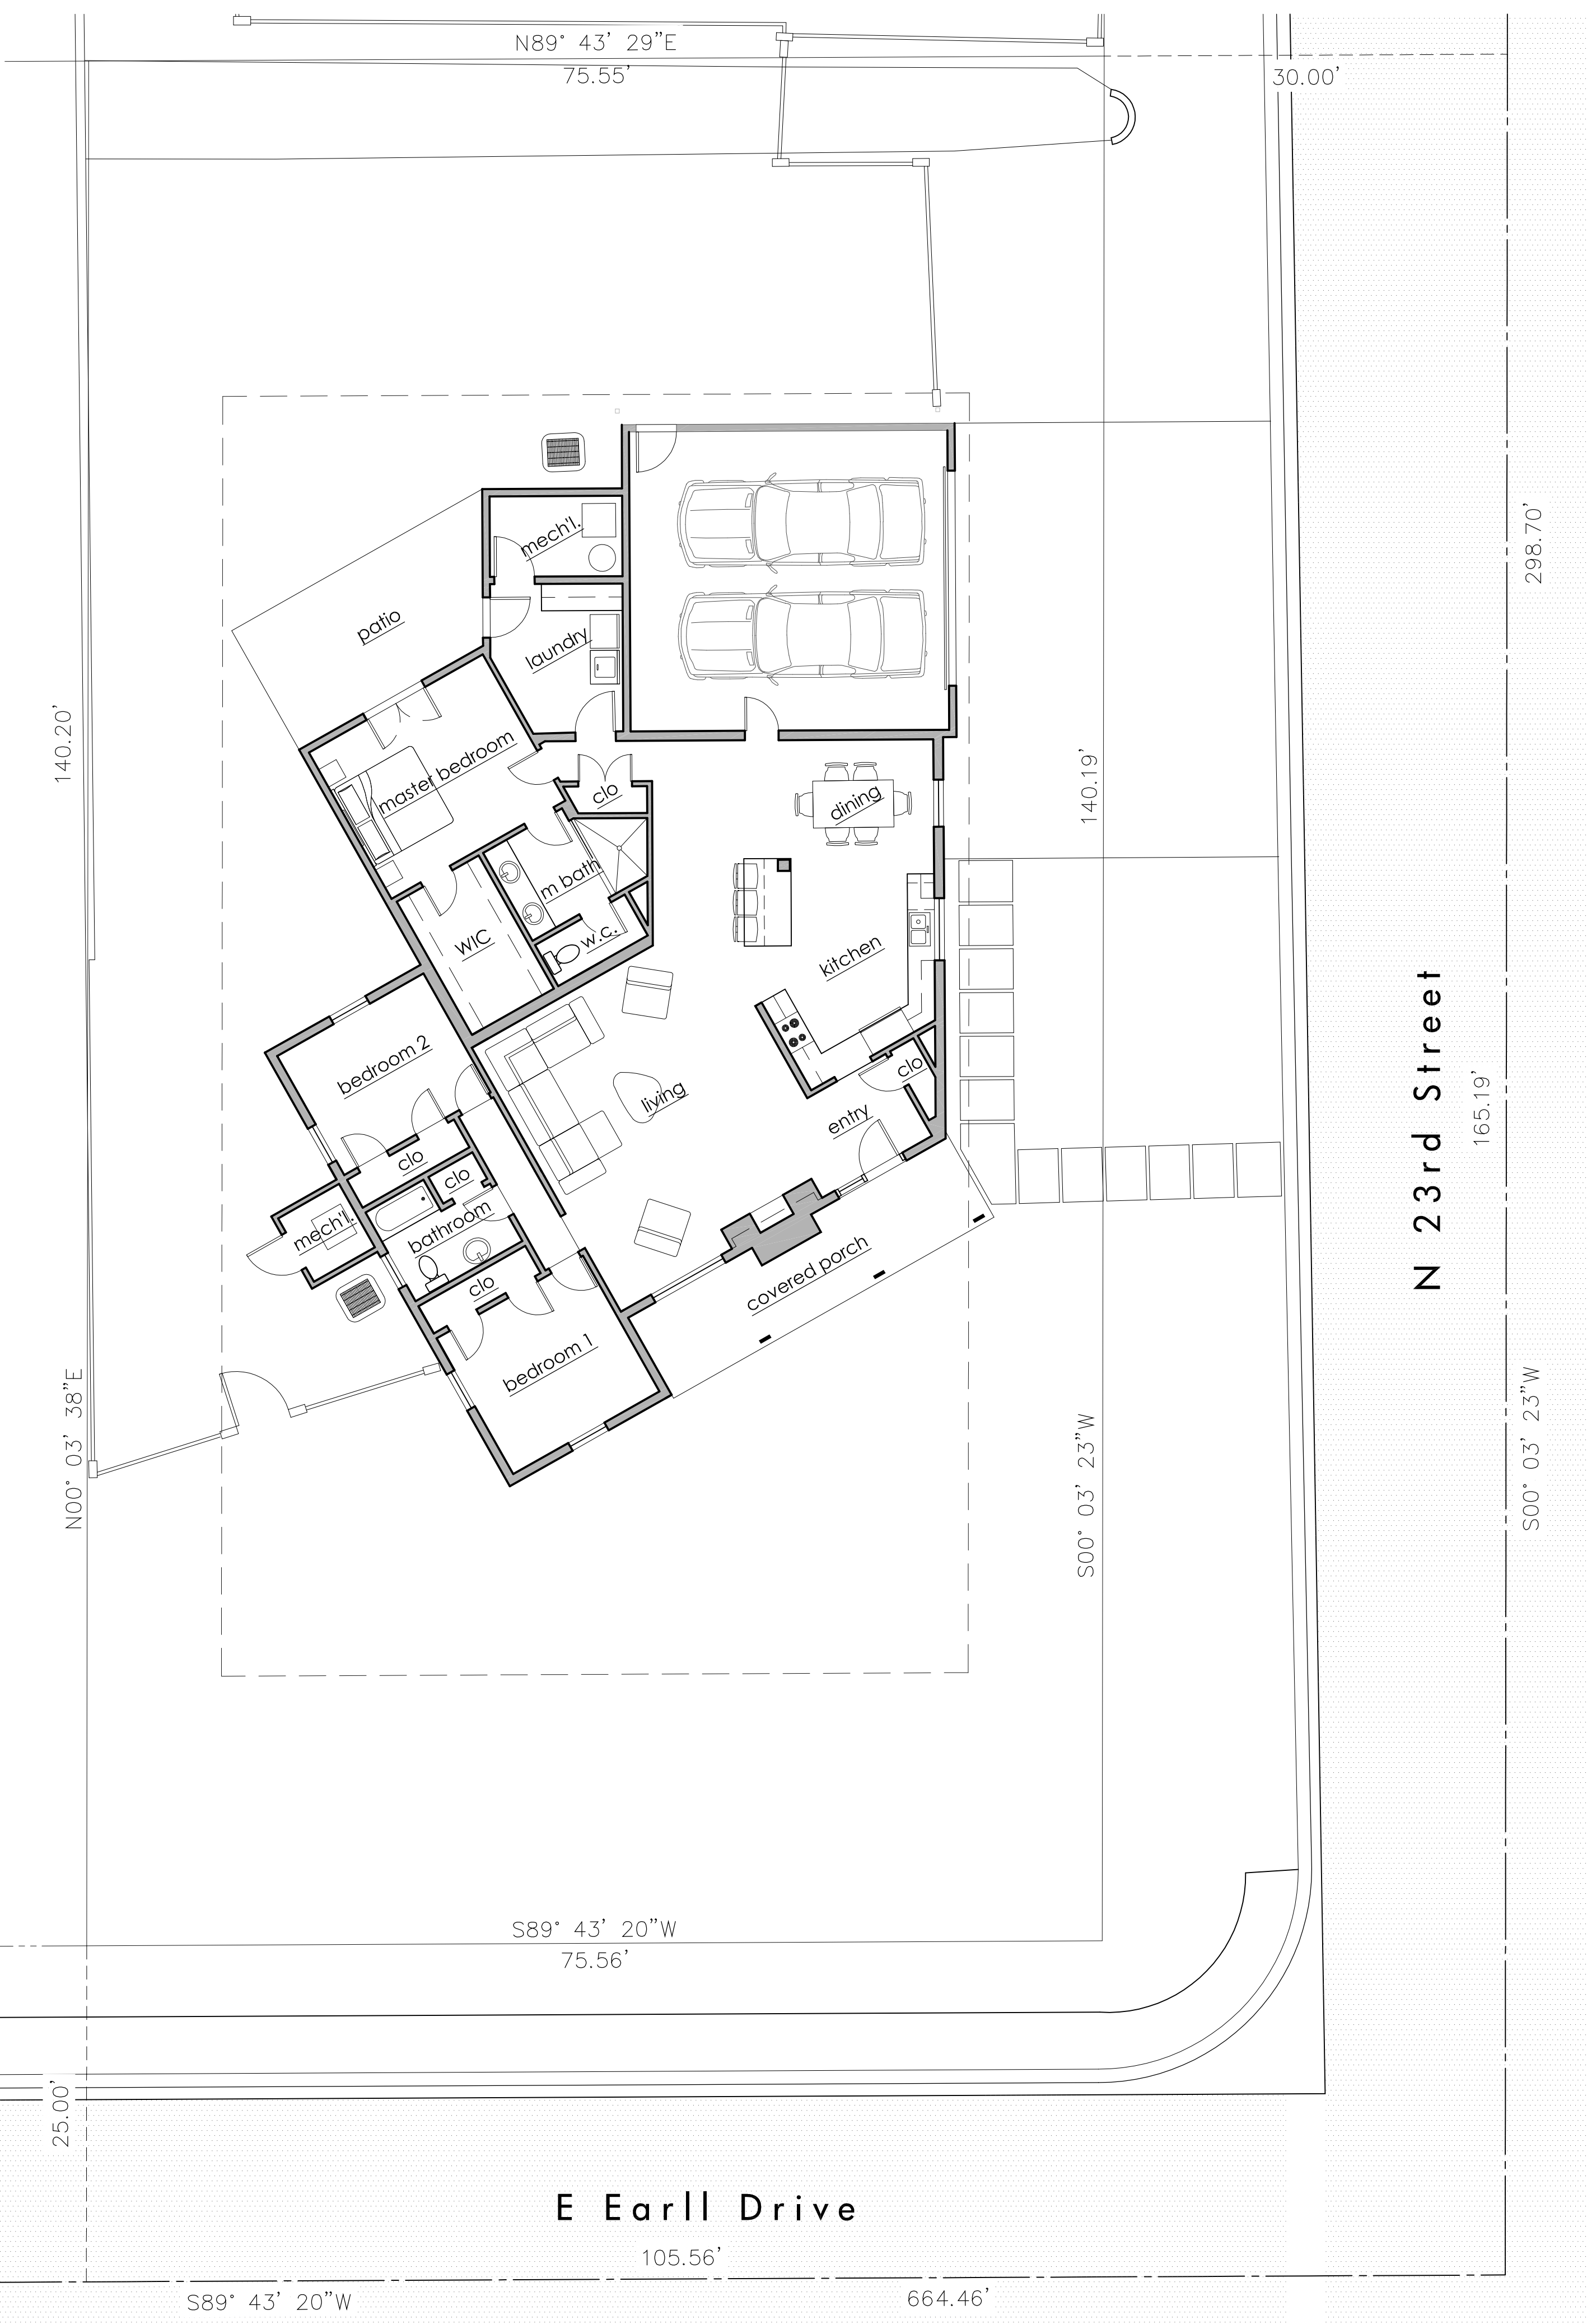 N89° 43' 29"E
75.55'
30.00'
298.70'
mech'l.
patio
laundry
140.20'
master bedroom
140.19'
clo
dining
m bath
WIC
w.c.
kitchen
bedroom 2
living
clo
entry
N 23rd Street
165.19'
clo
clo
bathroom
mech'l.
covered porch
clo
bedroom 1
N00° 03' 38"E
S00° 03' 23"W
S00° 03' 23"W
S89° 43' 20"W
75.56'
25.00'
E Earll Drive
105.56'
S89° 43' 20"W
664.46'